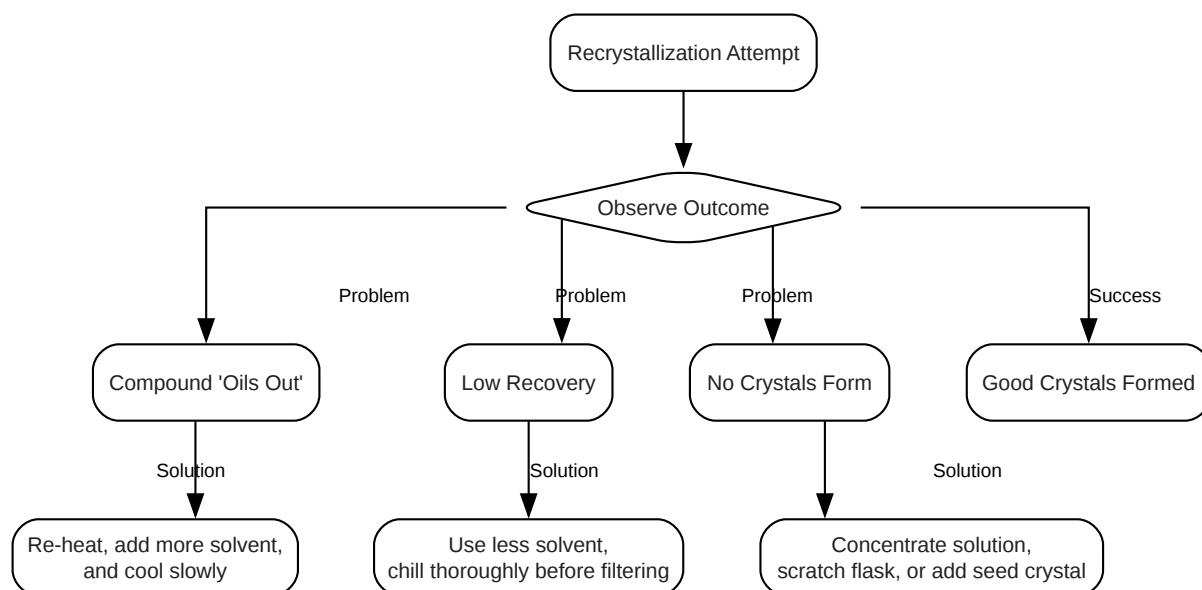 Recrystallization Attempt
Observe Outcome
Problem
Problem
Problem
Success
Compound 'Oils Out'
Low Recovery
No Crystals Form
Good Crystals Formed
Solution
Solution
Solution
Re-heat, add more solvent,
and cool slowly
Use less solvent,
chill thoroughly before filtering
Concentrate solution,
scratch flask, or add seed crystal